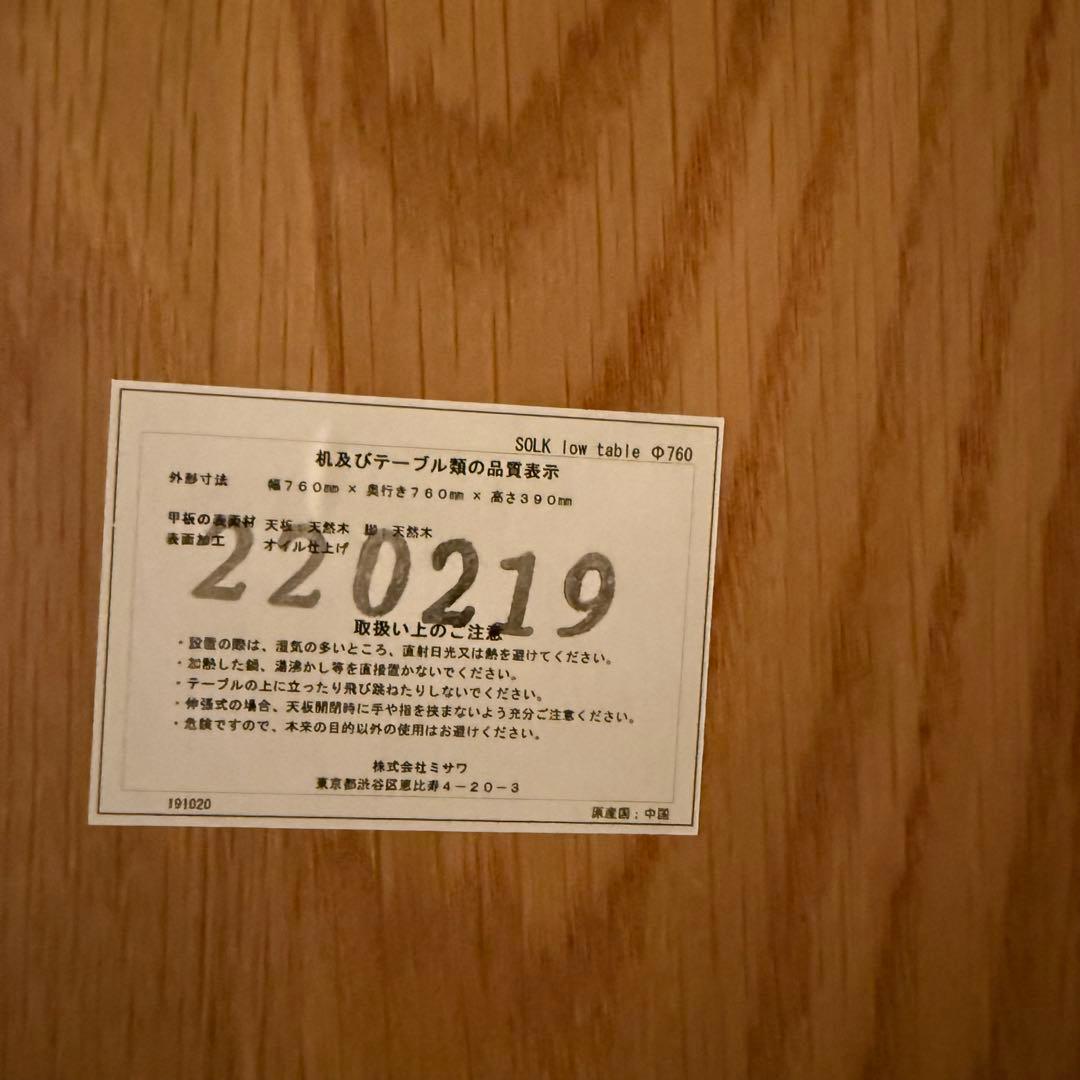 SOLK low table Φ760
机及びテーブル類の品質表示
外形寸法 幅760mm × 奥行き760mm × 高さ390mm
甲板の表面材 天板:天然木 脚:天然木
表面加工 オイル仕上げ
220219
取扱い上のご注意
・設置の際は、湿気の多いところ、直射日光又は熱を避けてください。
・加熱した鍋、湯沸かし等を直接置かないでください。
・テーブルの上に立ったり飛び跳ねたりしないでください。
・伸張式の場合、天板開閉時に手や指を挟まないよう充分ご注意ください。
・危険ですので、本来の目的以外の使用はお避けください。
株式会社ミサワ
東京都渋谷区恵比寿4-20-3
191020
原産国:中国